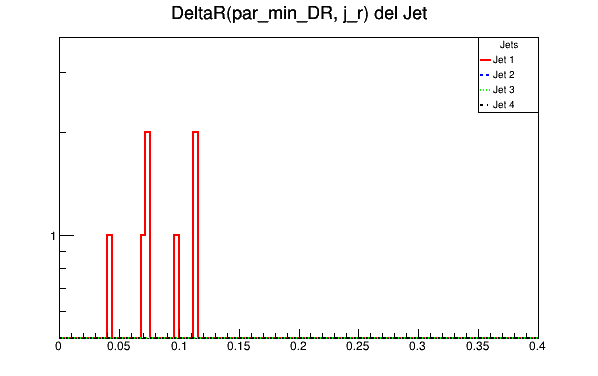 DeltaR(par_min_DR, j_r) del Jet
Jets
Jet 1
Jet 2
Jet 3
Jet 4
1
0 0.05 0.1 0.15 0.2 0.25 0.3 0.35 0.4